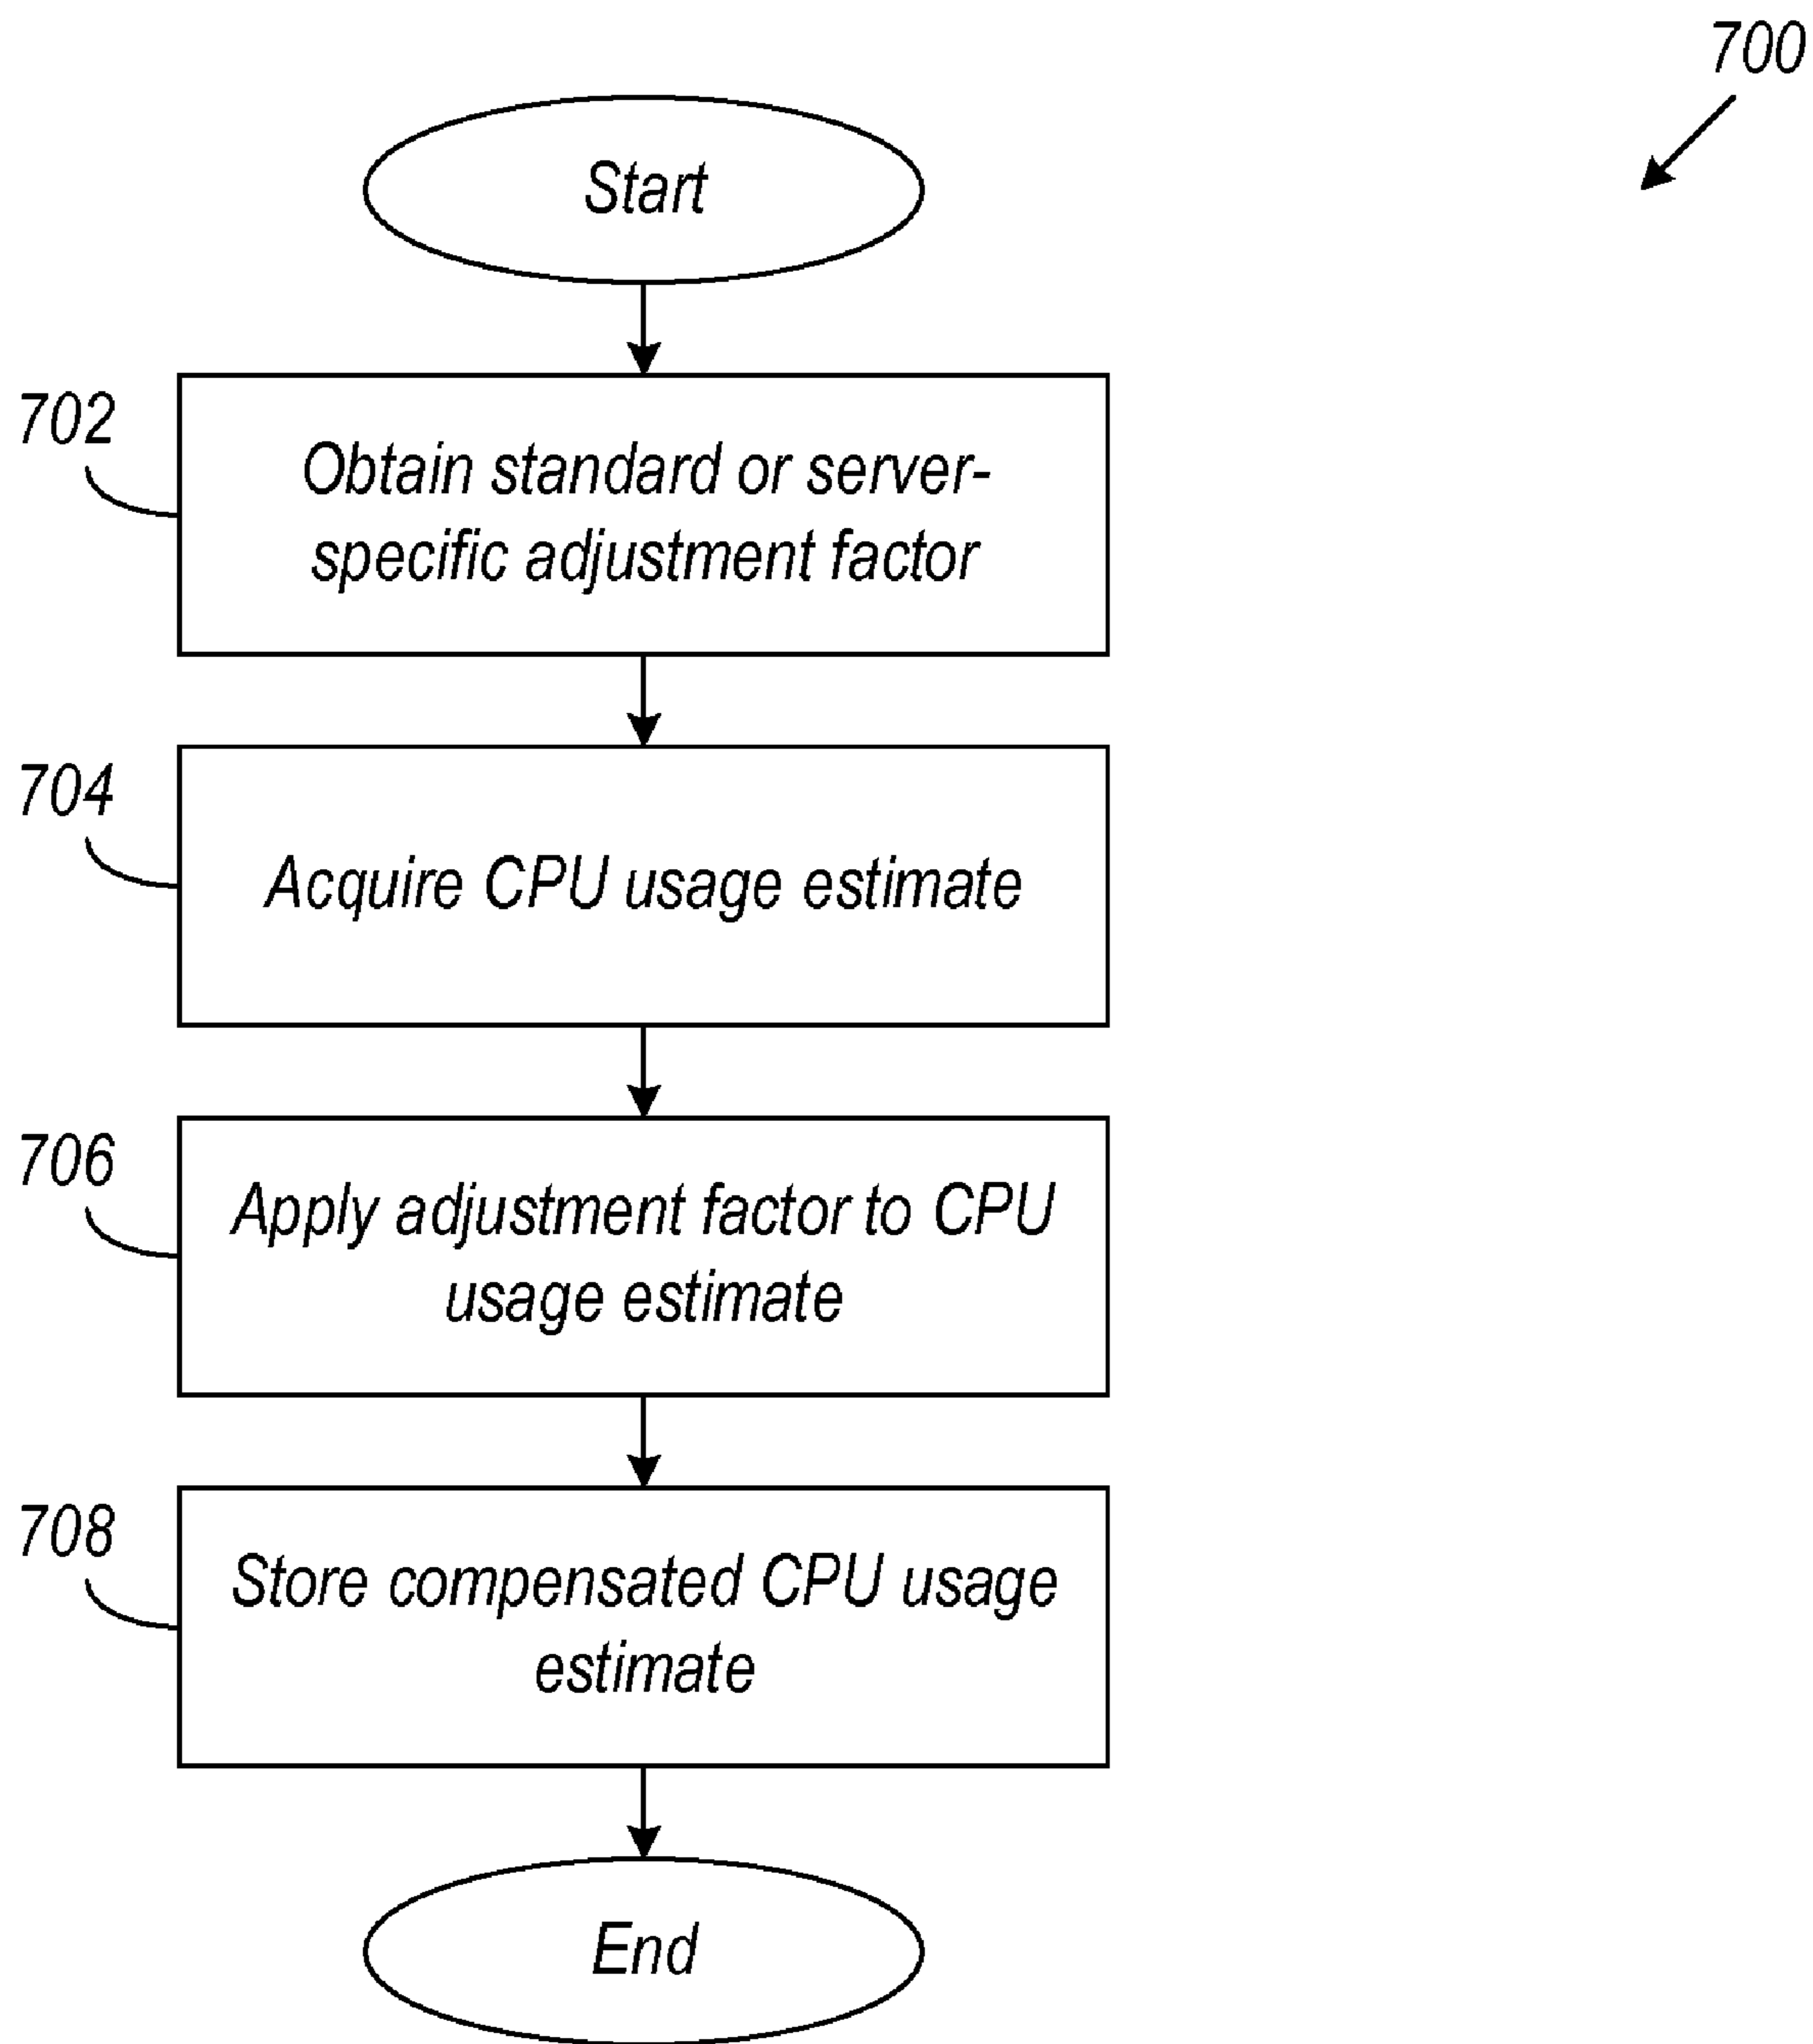 700
Start
702
Obtain standard or server-
specific adjustment factor
704
Acquire CPU usage estimate
706
Apply adjustment factor to CPU
usage estimate
708
Store compensated CPU usage
estimate
End